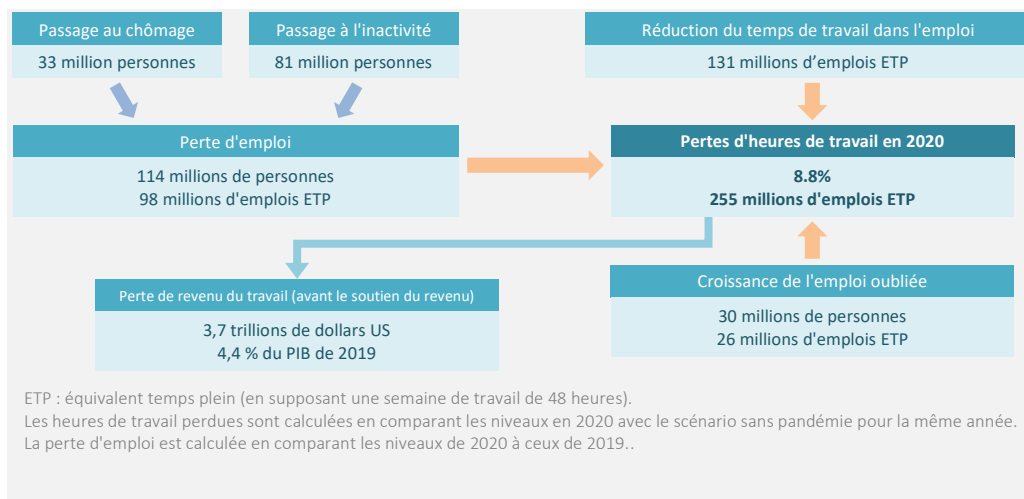 Passage au chômage
33 million personnes
Passage à l'inactivité
81 million personnes
Réduction du temps de travail dans l'emploi
131 millions d’emplois ETP
Perte d'emploi
114 millions de personnes
98 millions d'emplois ETP
Pertes d'heures de travail en 2020
8.8%
255 millions d'emplois ETP
Perte de revenu du travail (avant le soutien du revenu)
3,7 trillions de dollars US
4,4 % du PIB de 2019
Croissance de l'emploi oubliée
30 millions de personnes
26 millions d'emplois ETP
ETP : équivalent temps plein (en supposant une semaine de travail de 48 heures).
Les heures de travail perdues sont calculées en comparant les niveaux en 2020 avec le scénario sans pandémie pour la même année.
La perte d'emploi est calculée en comparant les niveaux de 2020 à ceux de 2019..